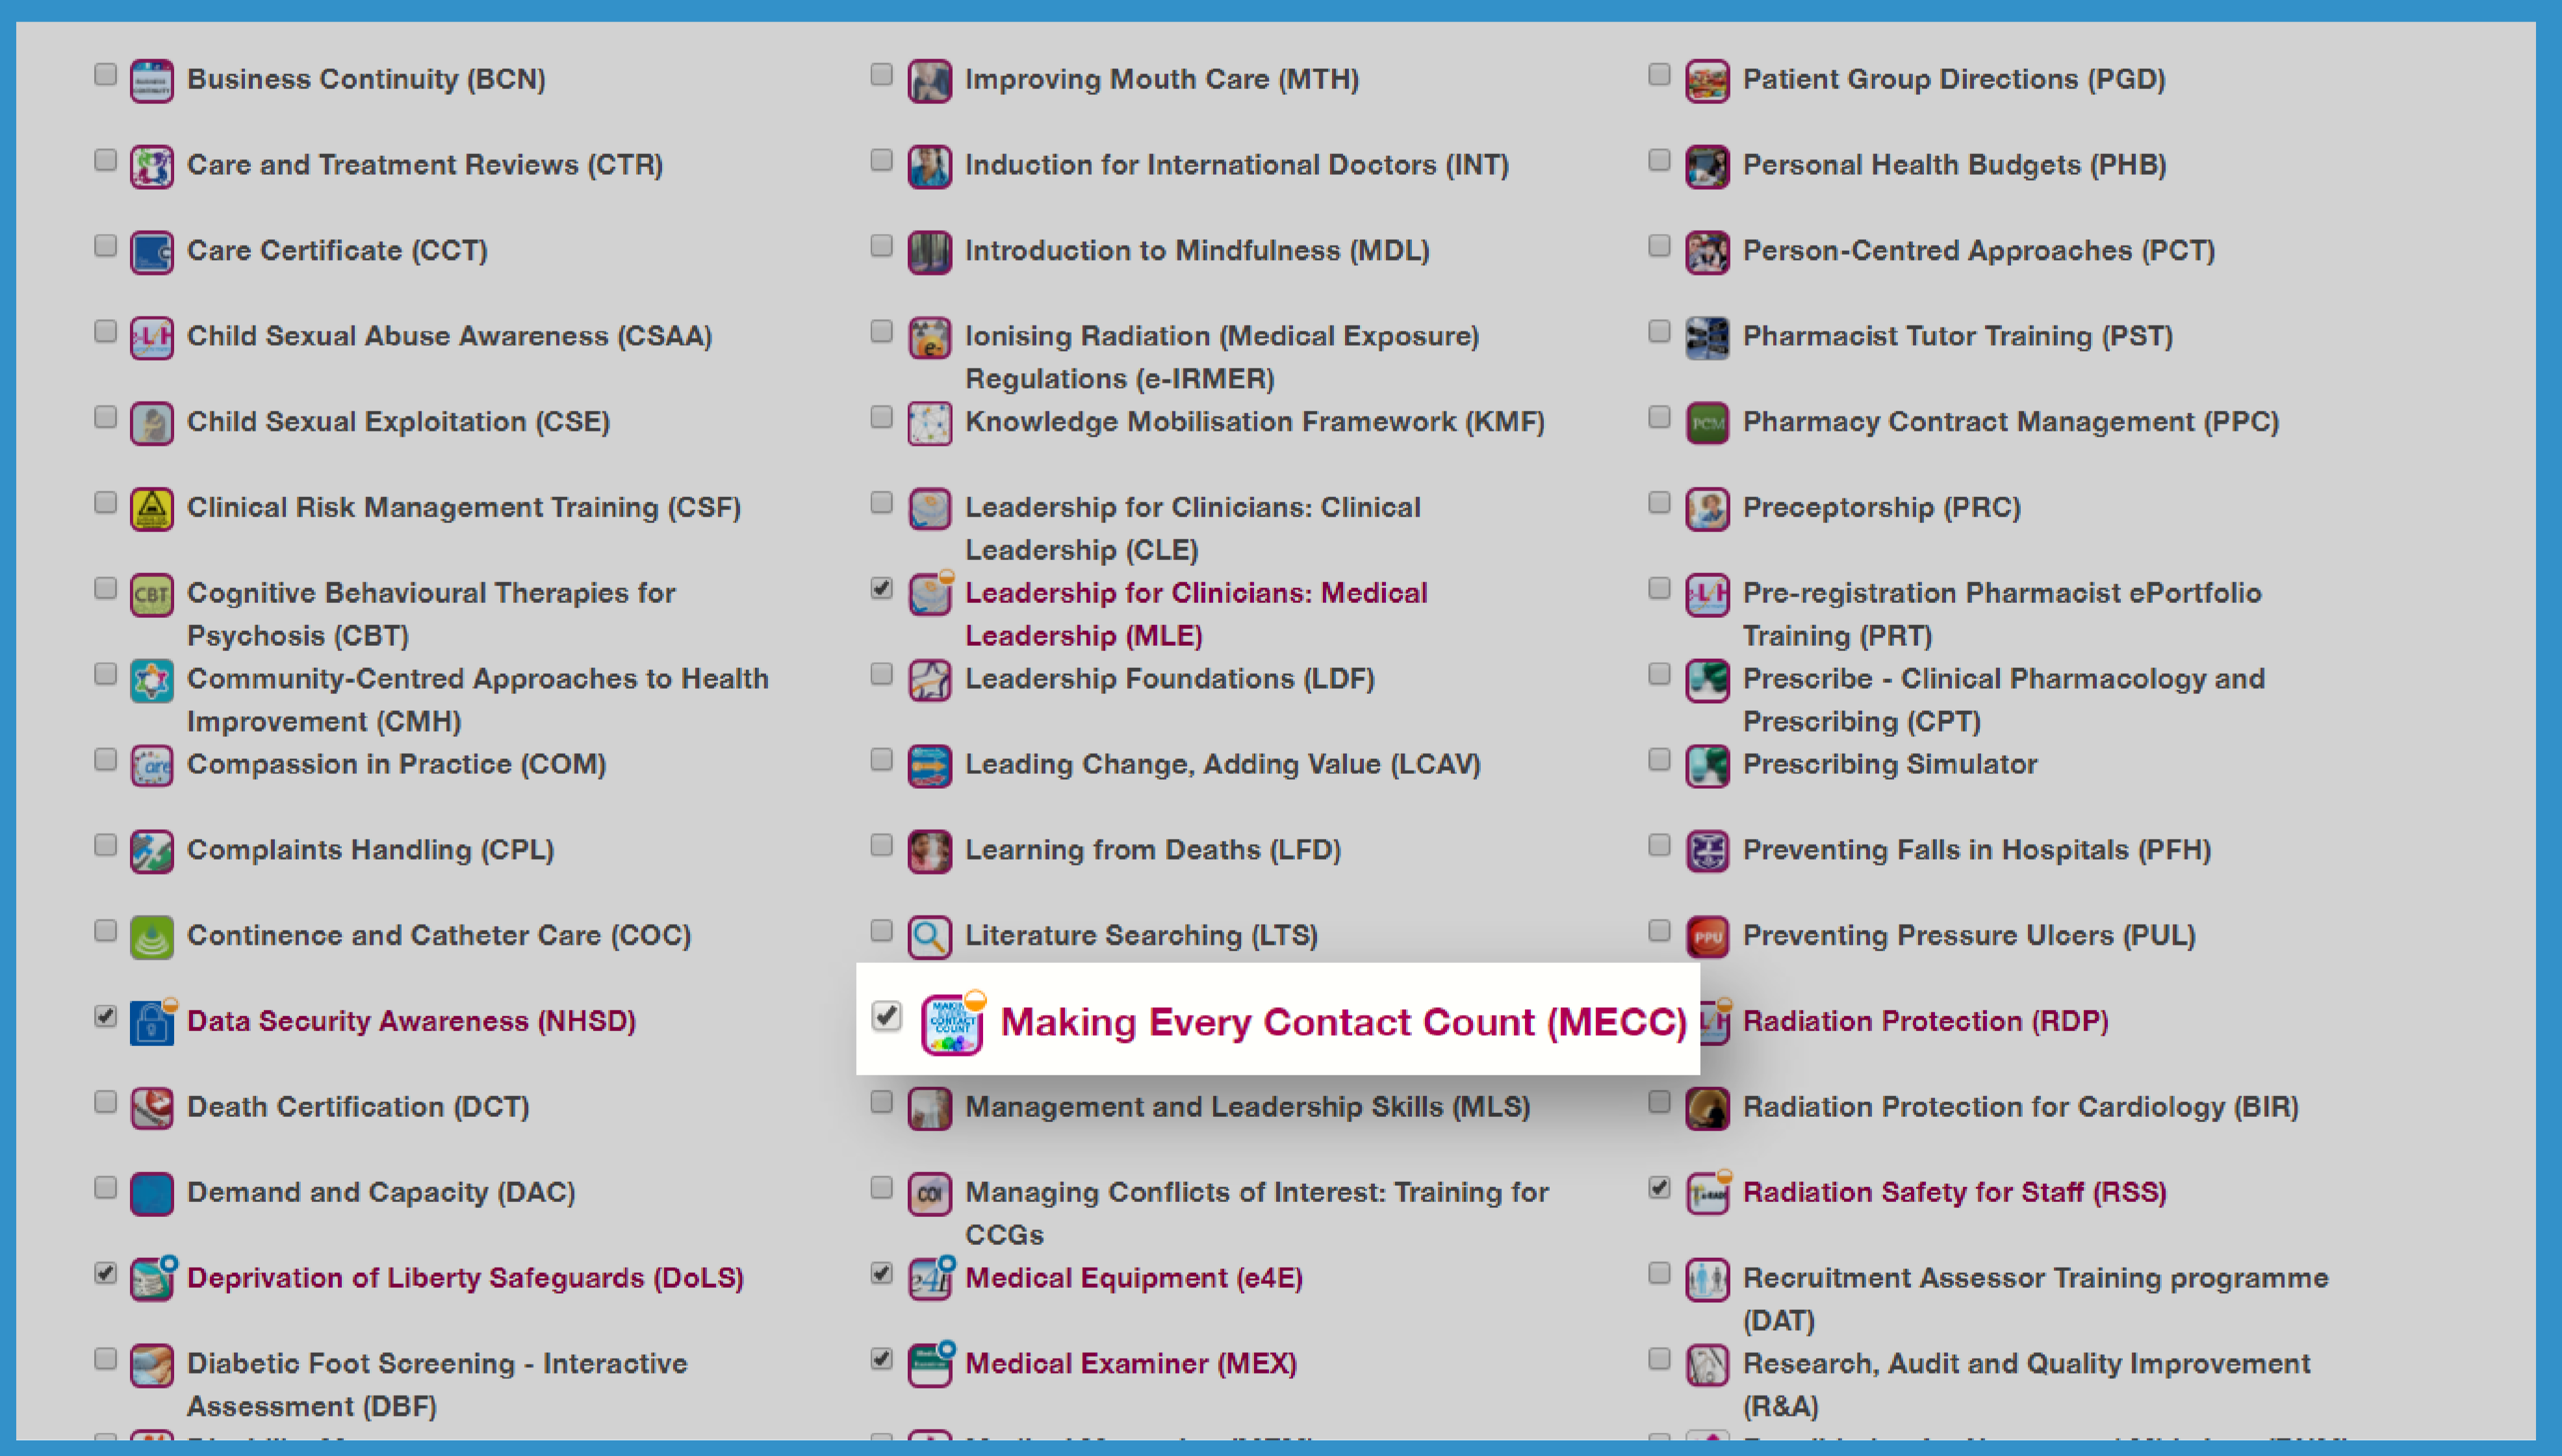 Business Continuity (BCN)
Care and Treatment Reviews (CTR)
Care Certificate (CCT)
Child Sexual Abuse Awareness (CSAA)
Child Sexual Exploitation (CSE)
Clinical Risk Management Training (CSF)
CBT
Cognitive Behavioural Therapies for
Psychosis (CBT)
Community-Centred Approaches to Health
Improvement (CMH)
Compassion in Practice (COM)
Complaints Handling (CPL)
Continence and Catheter Care (COC)
Data Security Awareness (NHSD)
Death Certification (DCT)
Demand and Capacity (DAC)
Deprivation of Liberty Safeguards (DoLS)
Diabetic Foot Screening - Interactive
Assessment (DBF)
Improving Mouth Care (MTH)
Induction for International Doctors (INT)
Introduction to Mindfulness (MDL)
Ionising Radiation (Medical Exposure)
Regulations (e-IRMER)
Knowledge Mobilisation Framework (KMF)
Leadership for Clinicians: Clinical
Leadership (CLE)
Leadership for Clinicians: Medical
Leadership (MLE)
Leadership Foundations (LDF)
Leading Change, Adding Value (LCAV)
Learning from Deaths (LFD)
Literature Searching (LTS)
MAKING
EVERY
CONTACT
COUNT
Making Every Contact Count (MECC)
Management and Leadership Skills (MLS)
COI
Managing Conflicts of Interest: Training for
CCGs
e4E
Medical Equipment (e4E)
Medical Examiner (MEX)
Patient Group Directions (PGD)
Personal Health Budgets (PHB)
Person-Centred Approaches (PCT)
Pharmacist Tutor Training (PST)
PCM
Pharmacy Contract Management (PPC)
Preceptorship (PRC)
Pre-registration Pharmacist ePortfolio
Training (PRT)
Prescribe - Clinical Pharmacology and
Prescribing (CPT)
Prescribing Simulator
Preventing Falls in Hospitals (PFH)
PPU
Preventing Pressure Ulcers (PUL)
Radiation Protection (RDP)
Radiation Protection for Cardiology (BIR)
Radiation Safety for Staff (RSS)
Recruitment Assessor Training programme
(DAT)
Research, Audit and Quality Improvement
(R&A)